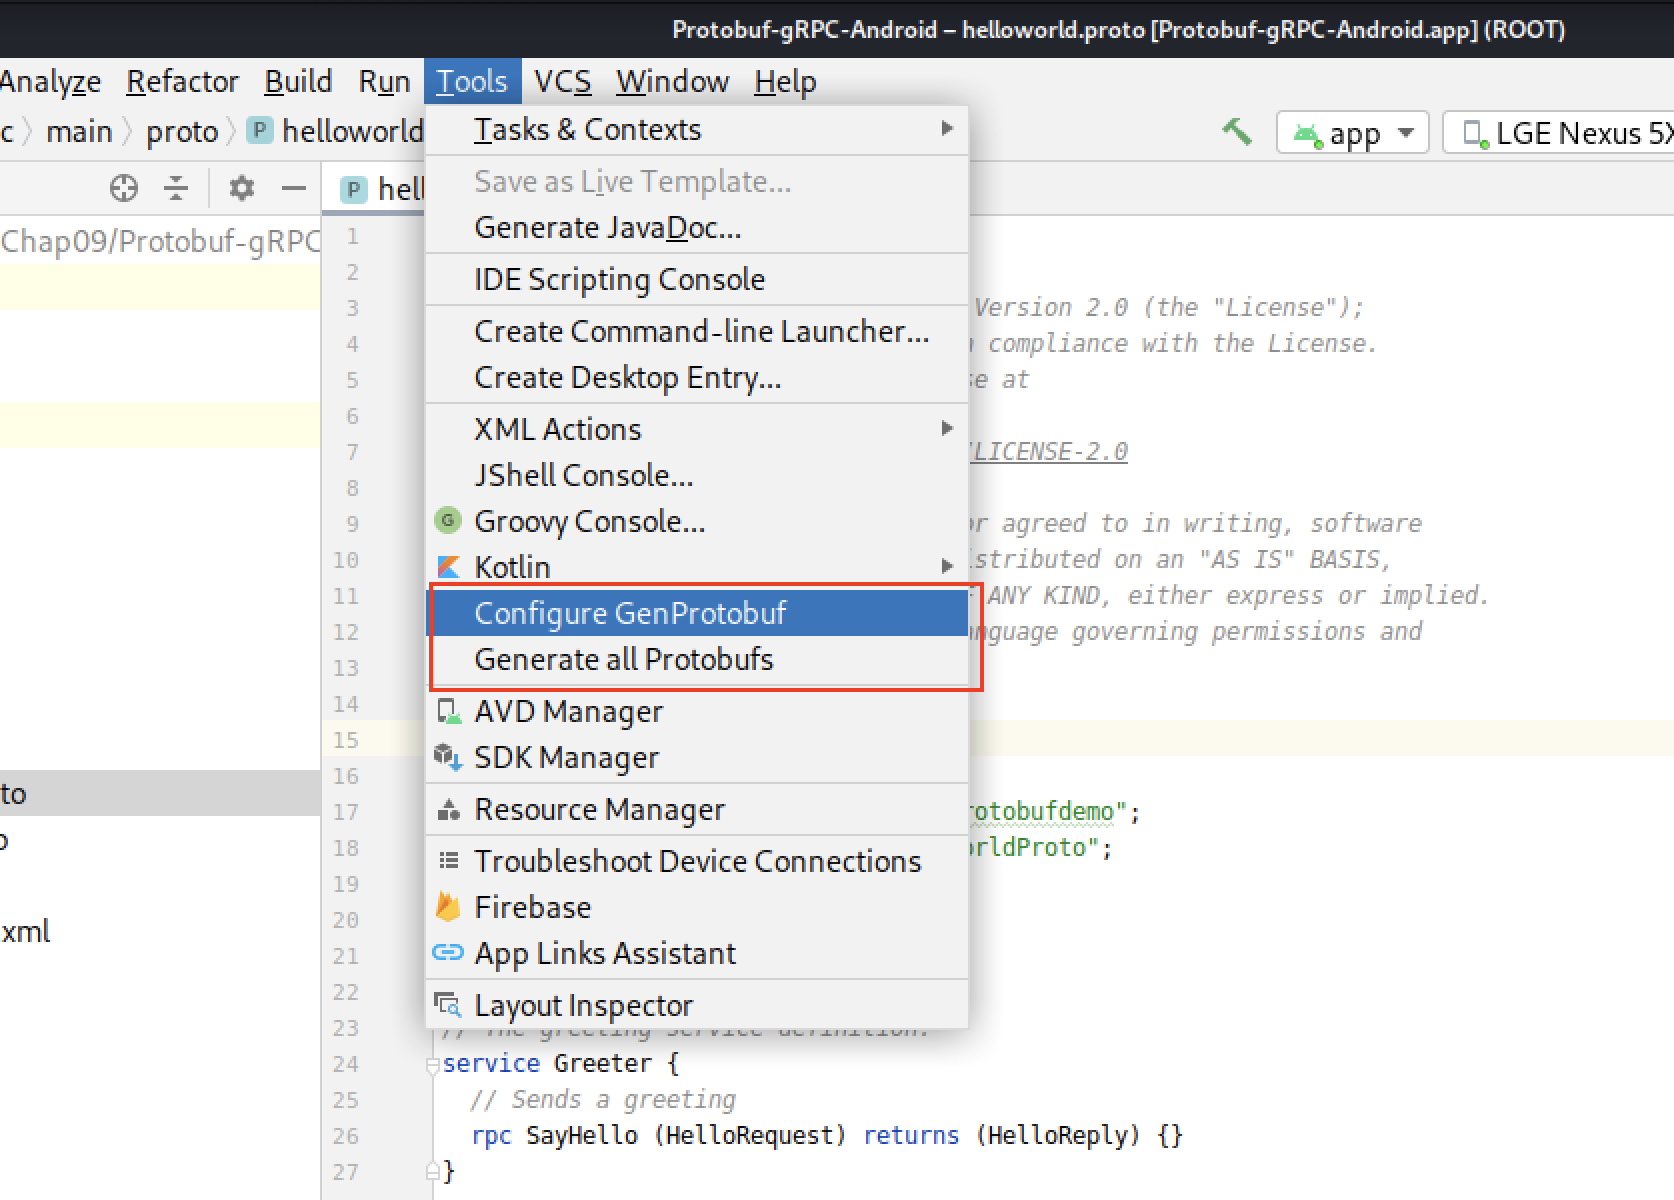 Protobuf-gRPC-Android – helloworld.proto [Protobuf-gRPC-Android.app] (ROOT)
Analyze Refactor Build Run Tools VCS Window Help
c main proto P helloworld app LGE Nexus 5X
P hell
Chap09/Protobuf-gRPC
to
xml
Tasks & Contexts
Save as Live Template...
Generate JavaDoc...
IDE Scripting Console
Create Command-line Launcher...
Create Desktop Entry...
XML Actions
JShell Console...
G Groovy Console...
Kotlin
Configure GenProtobuf
Generate all Protobufs
AVD Manager
SDK Manager
Resource Manager
Troubleshoot Device Connections
Firebase
App Links Assistant
Layout Inspector
1
2
3 Version 2.0 (the "License");
4 compliance with the License.
5 se at
6
7 /LICENSE-2.0
8
9 or agreed to in writing, software
10 istributed on an "AS IS" BASIS,
11 ANY KIND, either express or implied.
12 nguage governing permissions and
13
14
15
16
17 rotobufdemo";
18 orldProto";
19
20
21
22
23 // The greeting service definition.
24 service Greeter {
25 // Sends a greeting
26 rpc SayHello (HelloRequest) returns (HelloReply) {}
27 }